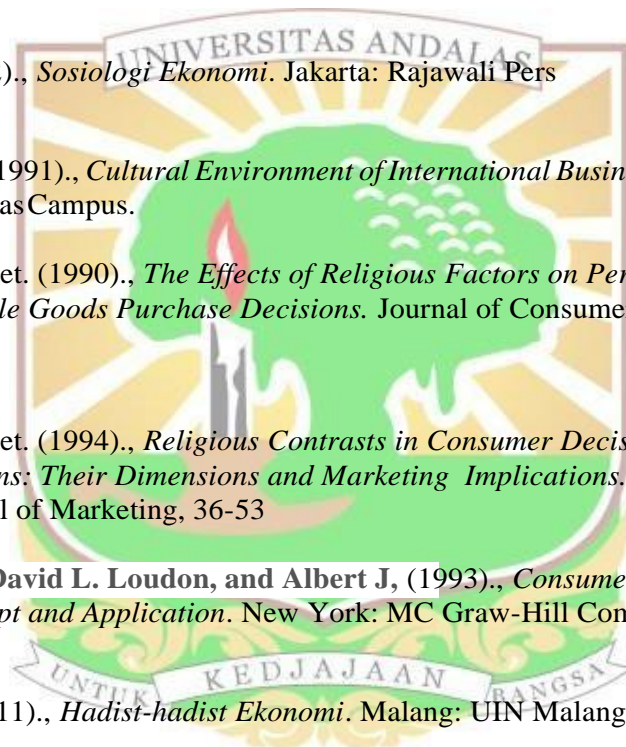 UNIVERSITAS ANDALAS
)., Sosiologi Ekonomi. Jakarta: Rajawali Pers
1991)., Cultural Environment of International Busin
as Campus.
et. (1990)., The Effects of Religious Factors on Per
le Goods Purchase Decisions. Journal of Consume
et. (1994)., Religious Contrasts in Consumer Decis
ns: Their Dimensions and Marketing Implications.
l of Marketing, 36-53
David L. Loudon, and Albert J, (1993)., Consume
pt and Application. New York: MC Graw-Hill Con
UNTUK KEDJAJAAN BANGSA
11)., Hadist-hadist Ekonomi. Malang: UIN Malang